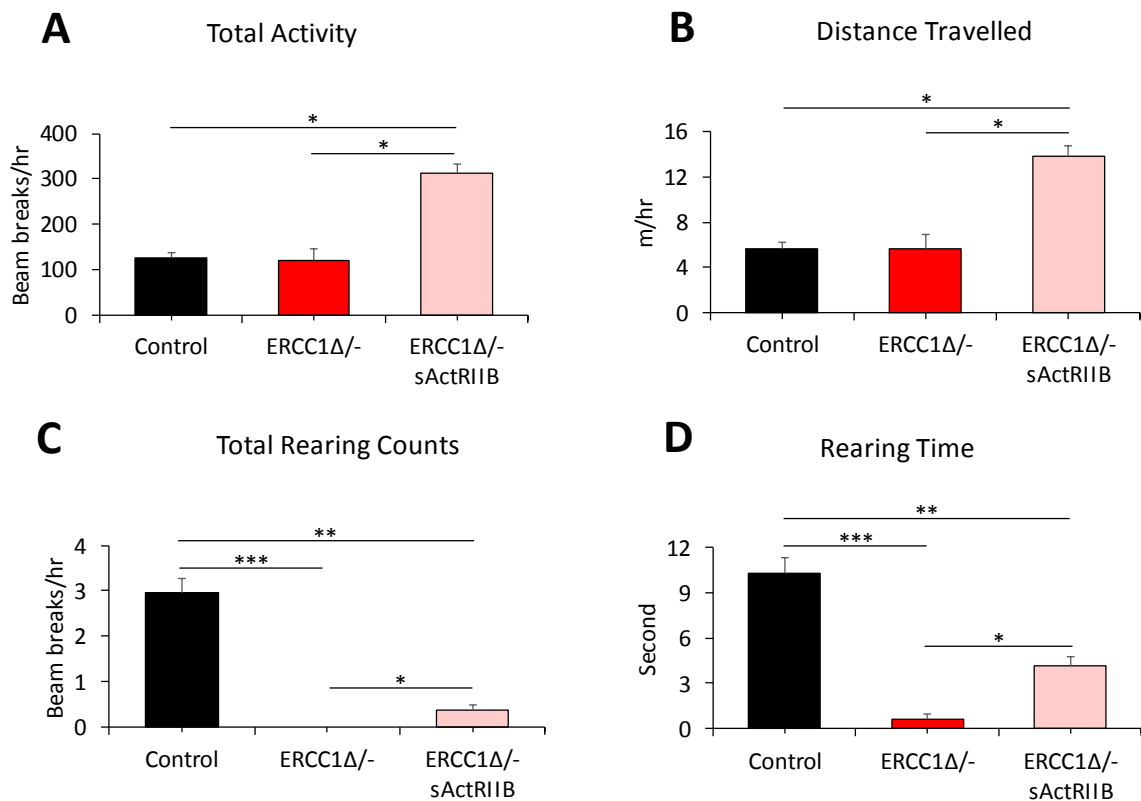 A
Total Activity
*
*
Beam breaks/hr
400
300
200
100
0
Control
ERCC1Δ/-
ERCC1Δ/-
sActRIIB
B
Distance Travelled
*
*
m/hr
16
12
8
4
0
Control
ERCC1Δ/-
ERCC1Δ/-
sActRIIB
C
Total Rearing Counts
**
***
*
Beam breaks/hr
4
3
2
1
0
Control
ERCC1Δ/-
ERCC1Δ/-
sActRIIB
D
Rearing Time
**
***
*
Second
12
9
6
3
0
Control
ERCC1Δ/-
ERCC1Δ/-
sActRIIB